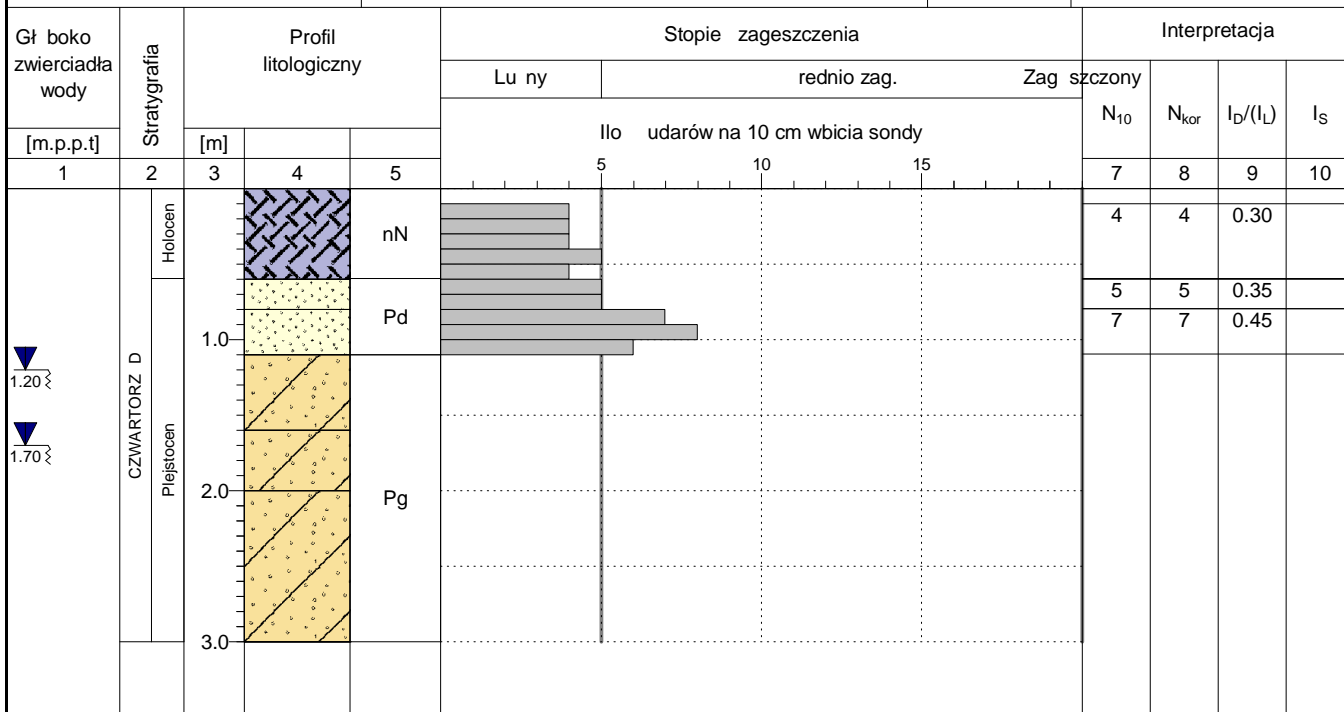 Gł boko
zwierciadła
wody
[m.p.p.t]
Stratygrafia
Profil
litologiczny
[m]
Stopie zageszczenia
Lu ny
rednio zag.
Zag szczony
Ilo udarów na 10 cm wbicia sondy
5 10 15
Interpretacja
N10 Nkor ID/(IL) IS
1 2 3 4 5 7 8 9 10
Holocen
nN
4 4 0.30
5 5 0.35
Pd
7 7 0.45
1.0
1.20
1.70
CZWARTORZ D
Plejstocen
2.0
Pg
3.0